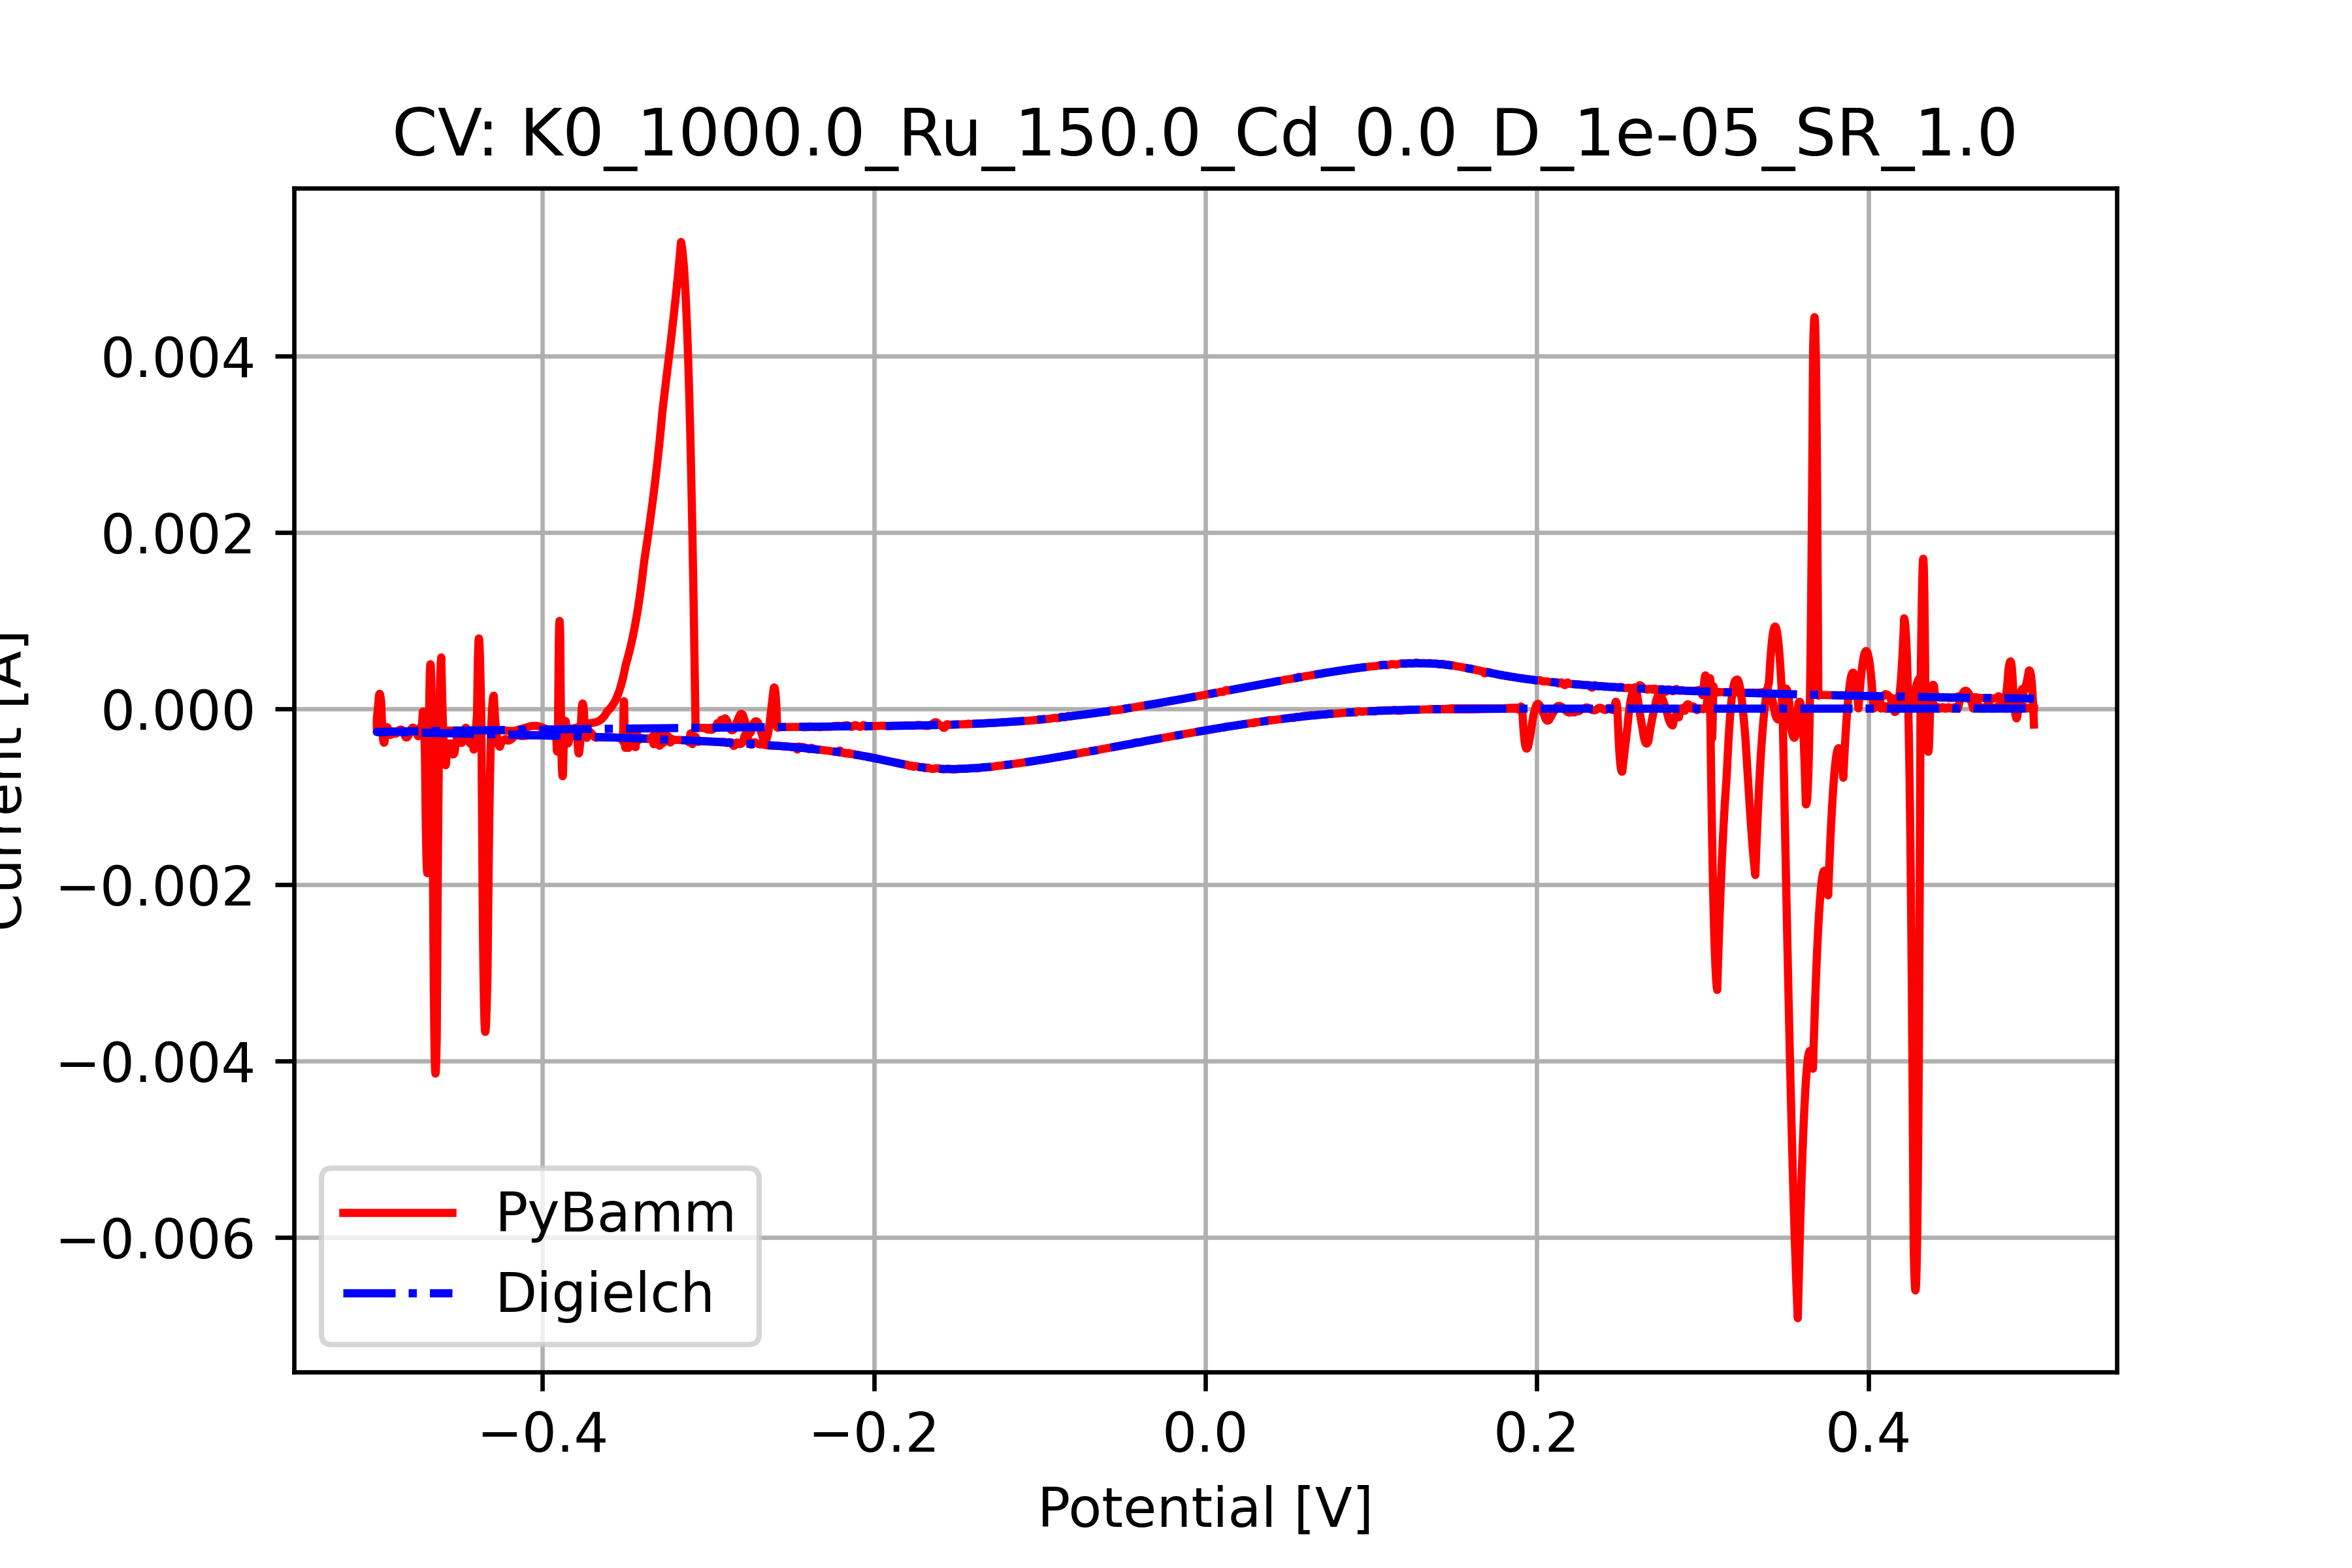 CV: K0_1000.0_Ru_150.0_Cd_0.0_D_1e-05_SR_1.0
Current [A]
0.004
0.002
0.000
−0.002
−0.004
−0.006
PyBamm
Digielch
−0.4 −0.2 0.0 0.2 0.4
Potential [V]